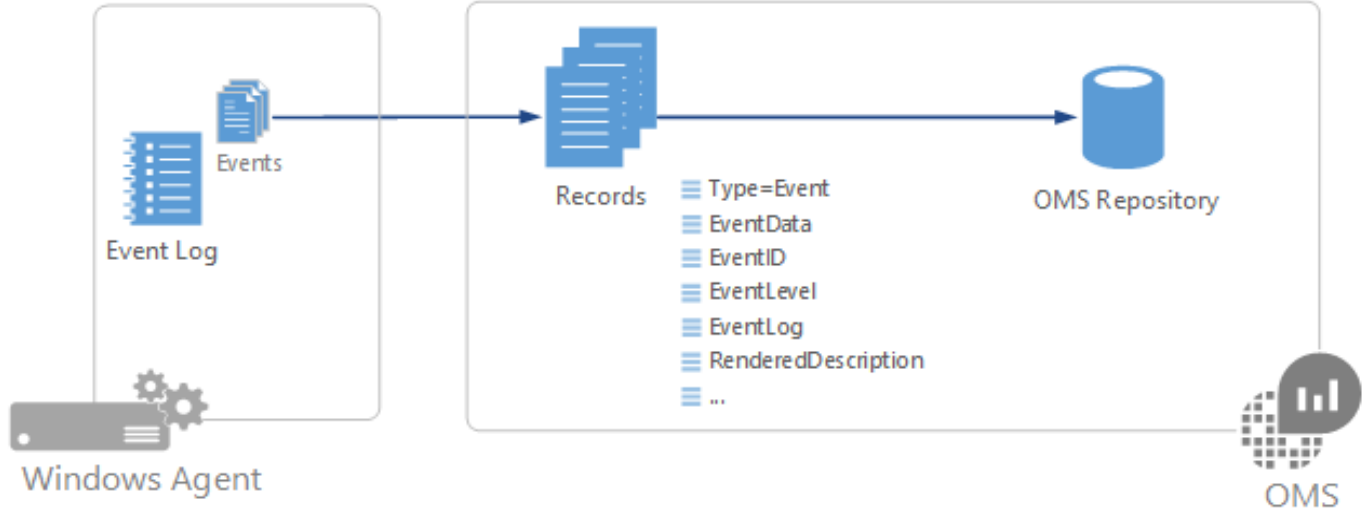 Events
Event Log
Windows Agent
Records
Type=Event
EventData
EventID
EventLevel
EventLog
RenderedDescription
...
OMS Repository
OMS